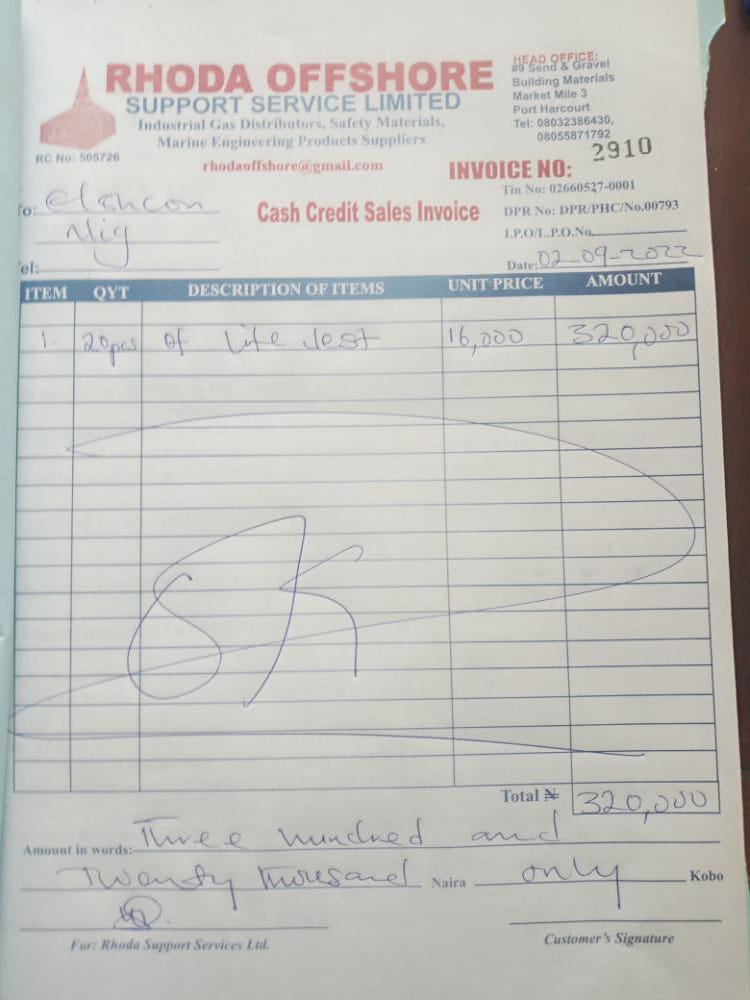 RHODA OFFSHORE
SUPPORT SERVICE LIMITED
Industrial Gas Distributors, Safety Materials,
Marine Engineering Products Suppliers
RC No: 505726
rhodaoffshore@gmail.com
HEAD OFFICE:
#9 Send & Gravel
Building Materials
Market Mile 3
Port Harcourt
Tel: 08032386430,
08055871792
INVOICE NO: 2910
Tin No: 02660527-0001
DPR No: DPR/PHC/No.00793
I.P.O/L.P.O.No.
To:
Nig
Cash Credit Sales Invoice
Tel:
Date: 02-09-2022
ITEM QYT DESCRIPTION OF ITEMS UNIT PRICE AMOUNT
1. 20pcs of Life Jest 16,000 320,000
Total ₦ 320,000
Amount in words: Three hundred and
Twenty thousand Naira only Kobo
For: Rhoda Support Services Ltd.
Customer's Signature